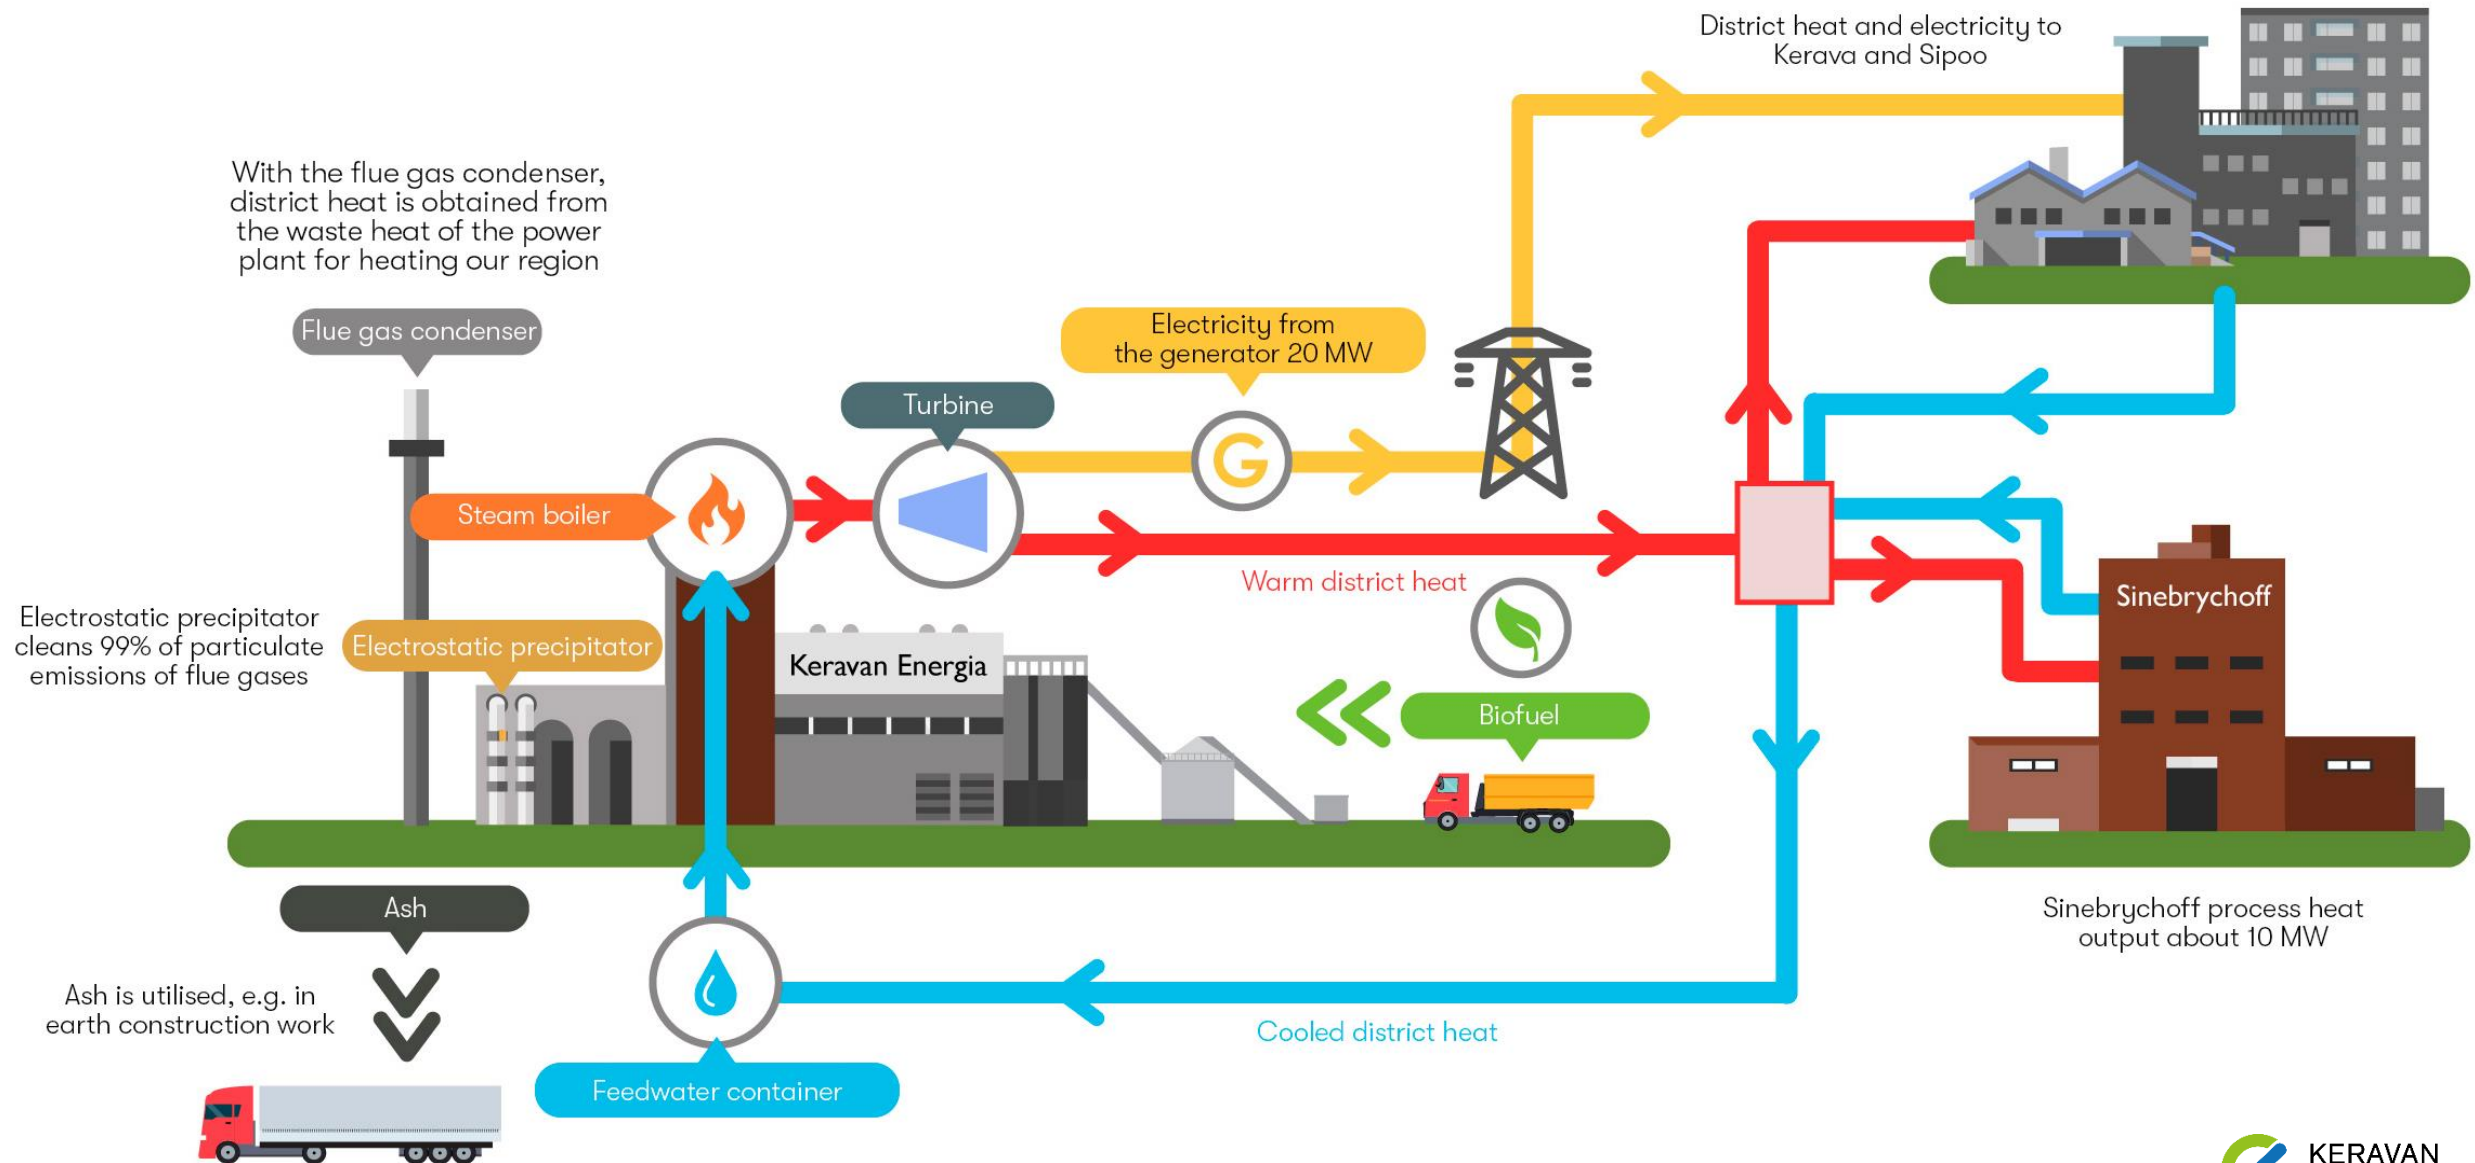 District heat and electricity to
Kerava and Sipoo
With the flue gas condenser,
district heat is obtained from
the waste heat of the power
plant for heating our region
Flue gas condenser
Electricity from
the generator 20 MW
Turbine
G
Steam boiler
Warm district heat
Sinebrychoff
Electrostatic precipitator
cleans 99% of particulate
emissions of flue gases
Electrostatic precipitator
Keravan Energia
Biofuel
Ash
Sinebrychoff process heat
output about 10 MW
Ash is utilised, e.g. in
earth construction work
Cooled district heat
Feedwater container
KERAVAN